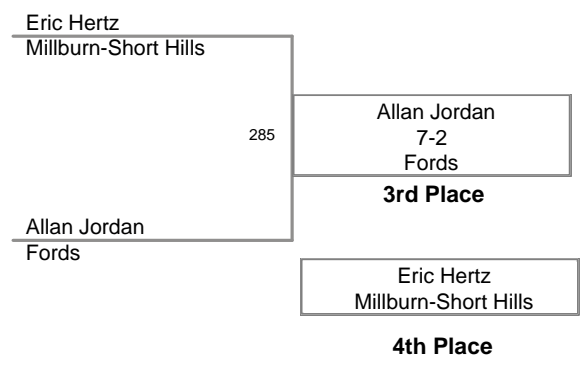 Eric Hertz
Millburn-Short Hills
285
Allan Jordan
7-2
Fords
3rd Place
Allan Jordan
Fords
Eric Hertz
Millburn-Short Hills
4th Place